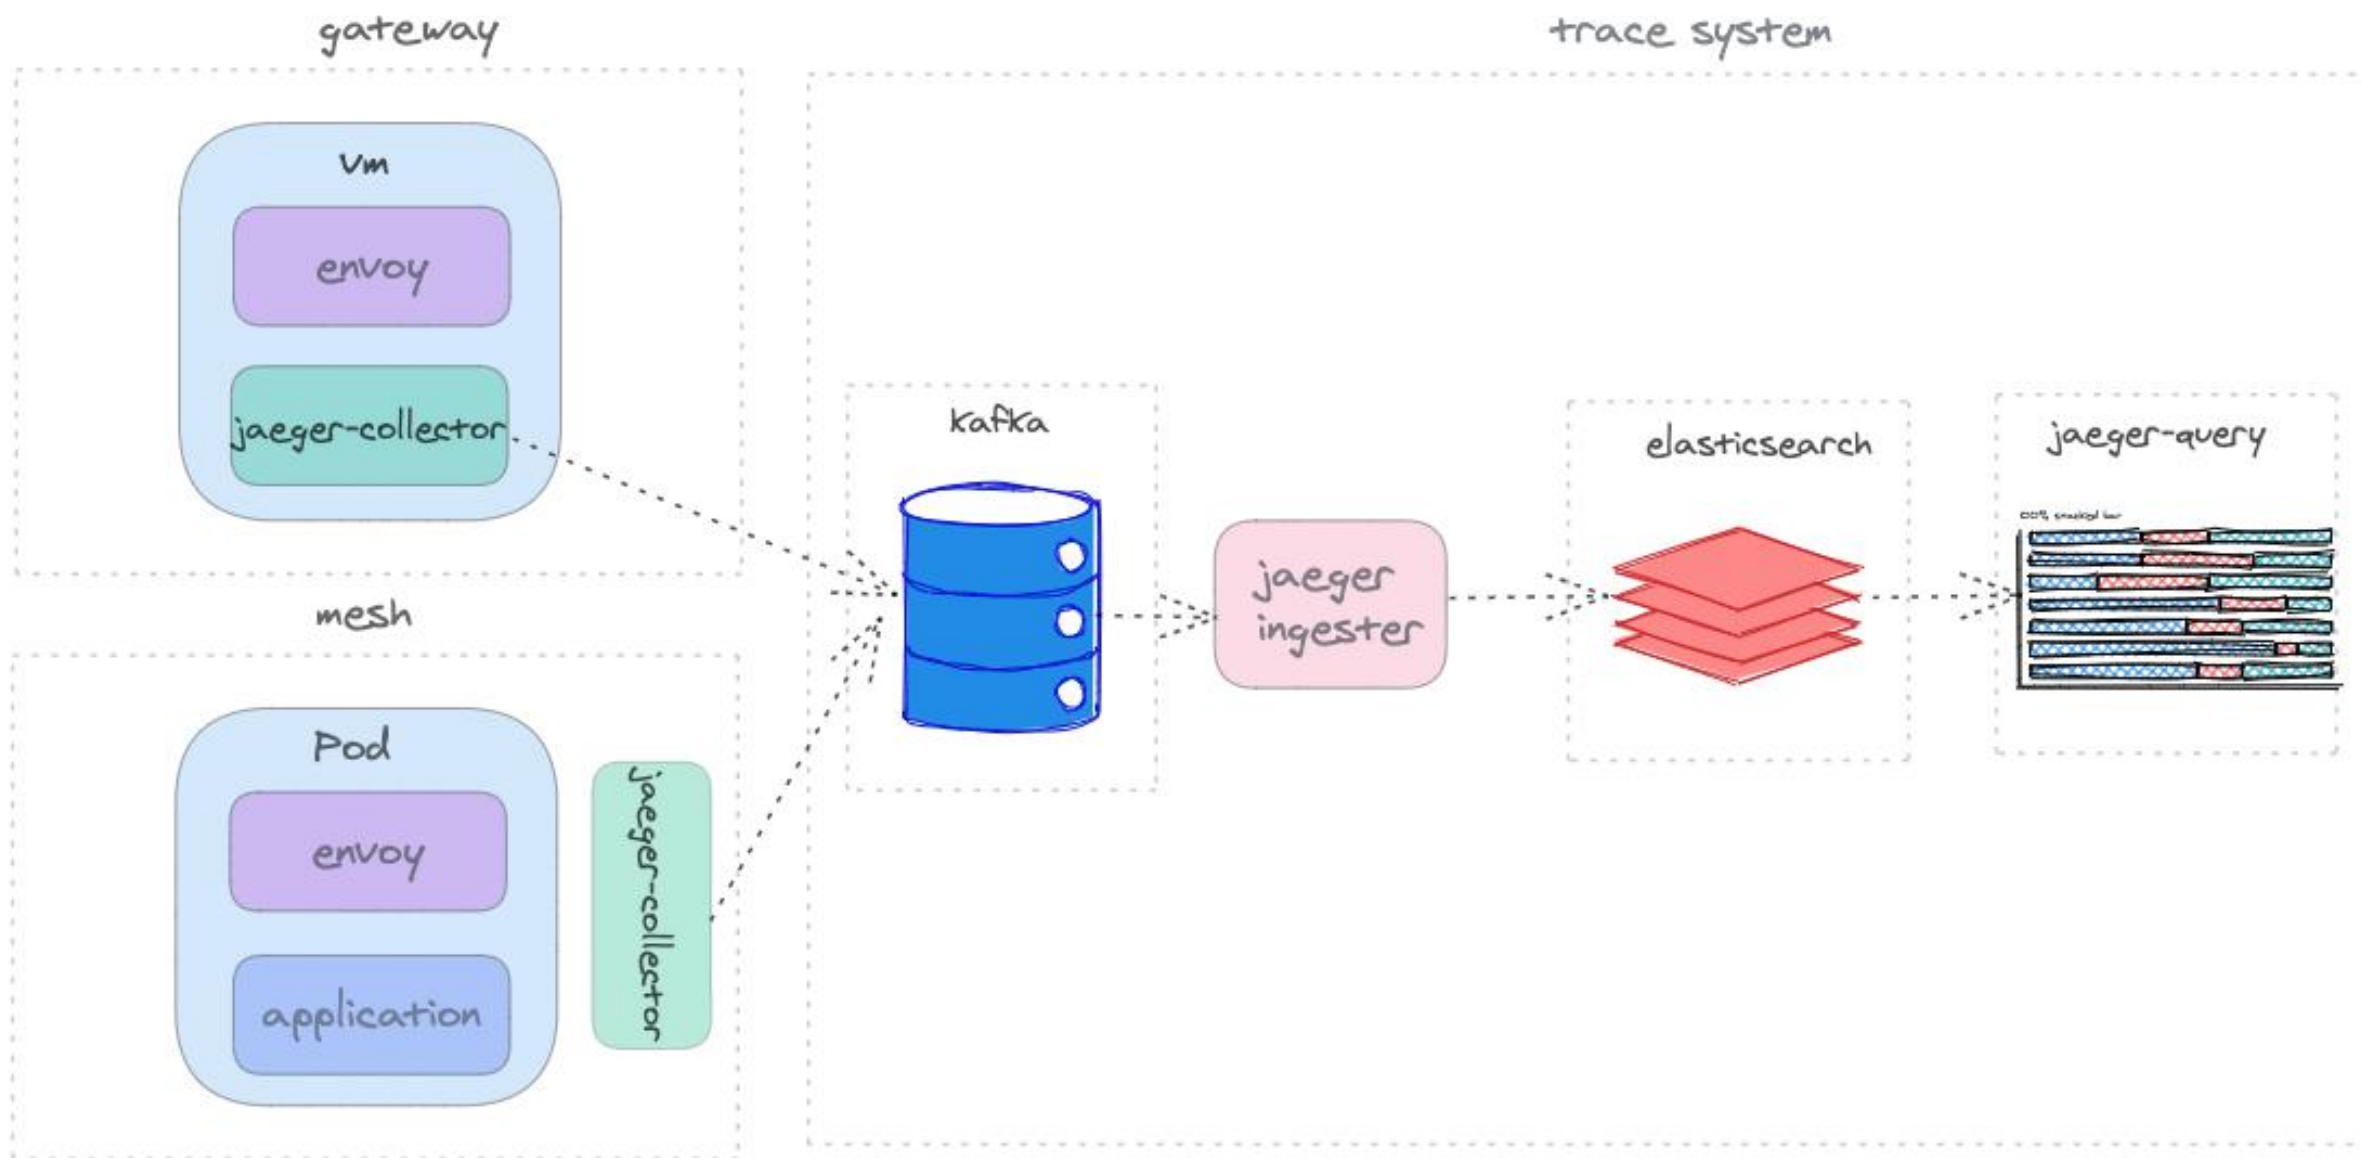 gateway
trace system
Vm
envoy
jaeger-collector
mesh
Pod
envoy
application
jaeger-collector
kafka
jaeger
ingester
elasticsearch
jaeger-query